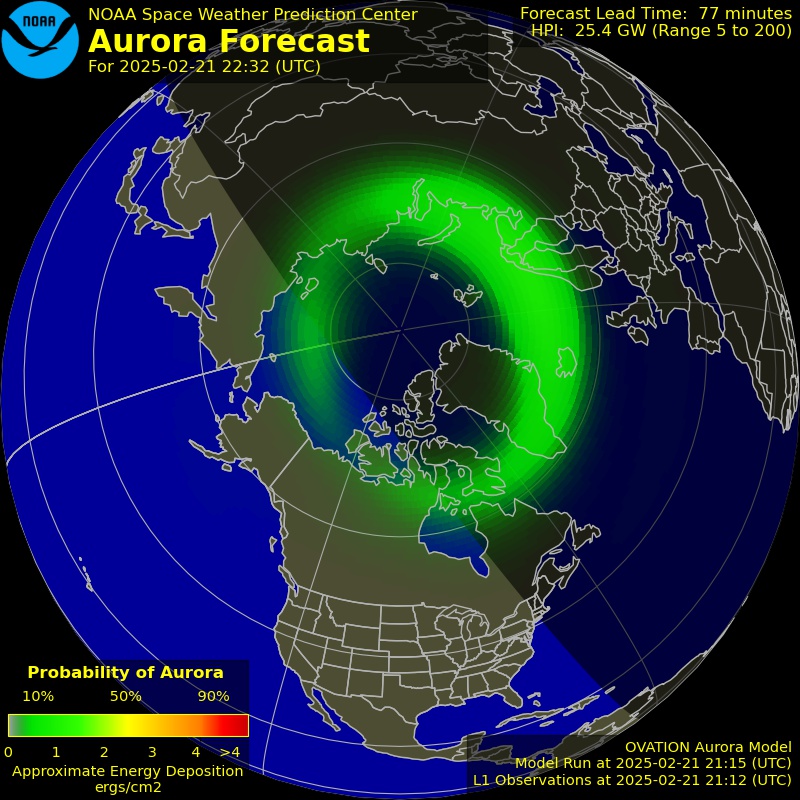 NOAA
NOAA Space Weather Prediction Center
Aurora Forecast
For 2025-02-21 22:32 (UTC)
Forecast Lead Time: 77 minutes
HPI: 25.4 GW (Range 5 to 200)
Probability of Aurora
10% 50% 90%
0 1 2 3 4 >4
Approximate Energy Deposition
ergs/cm2
OVATION Aurora Model
Model Run at 2025-02-21 21:15 (UTC)
L1 Observations at 2025-02-21 21:12 (UTC)